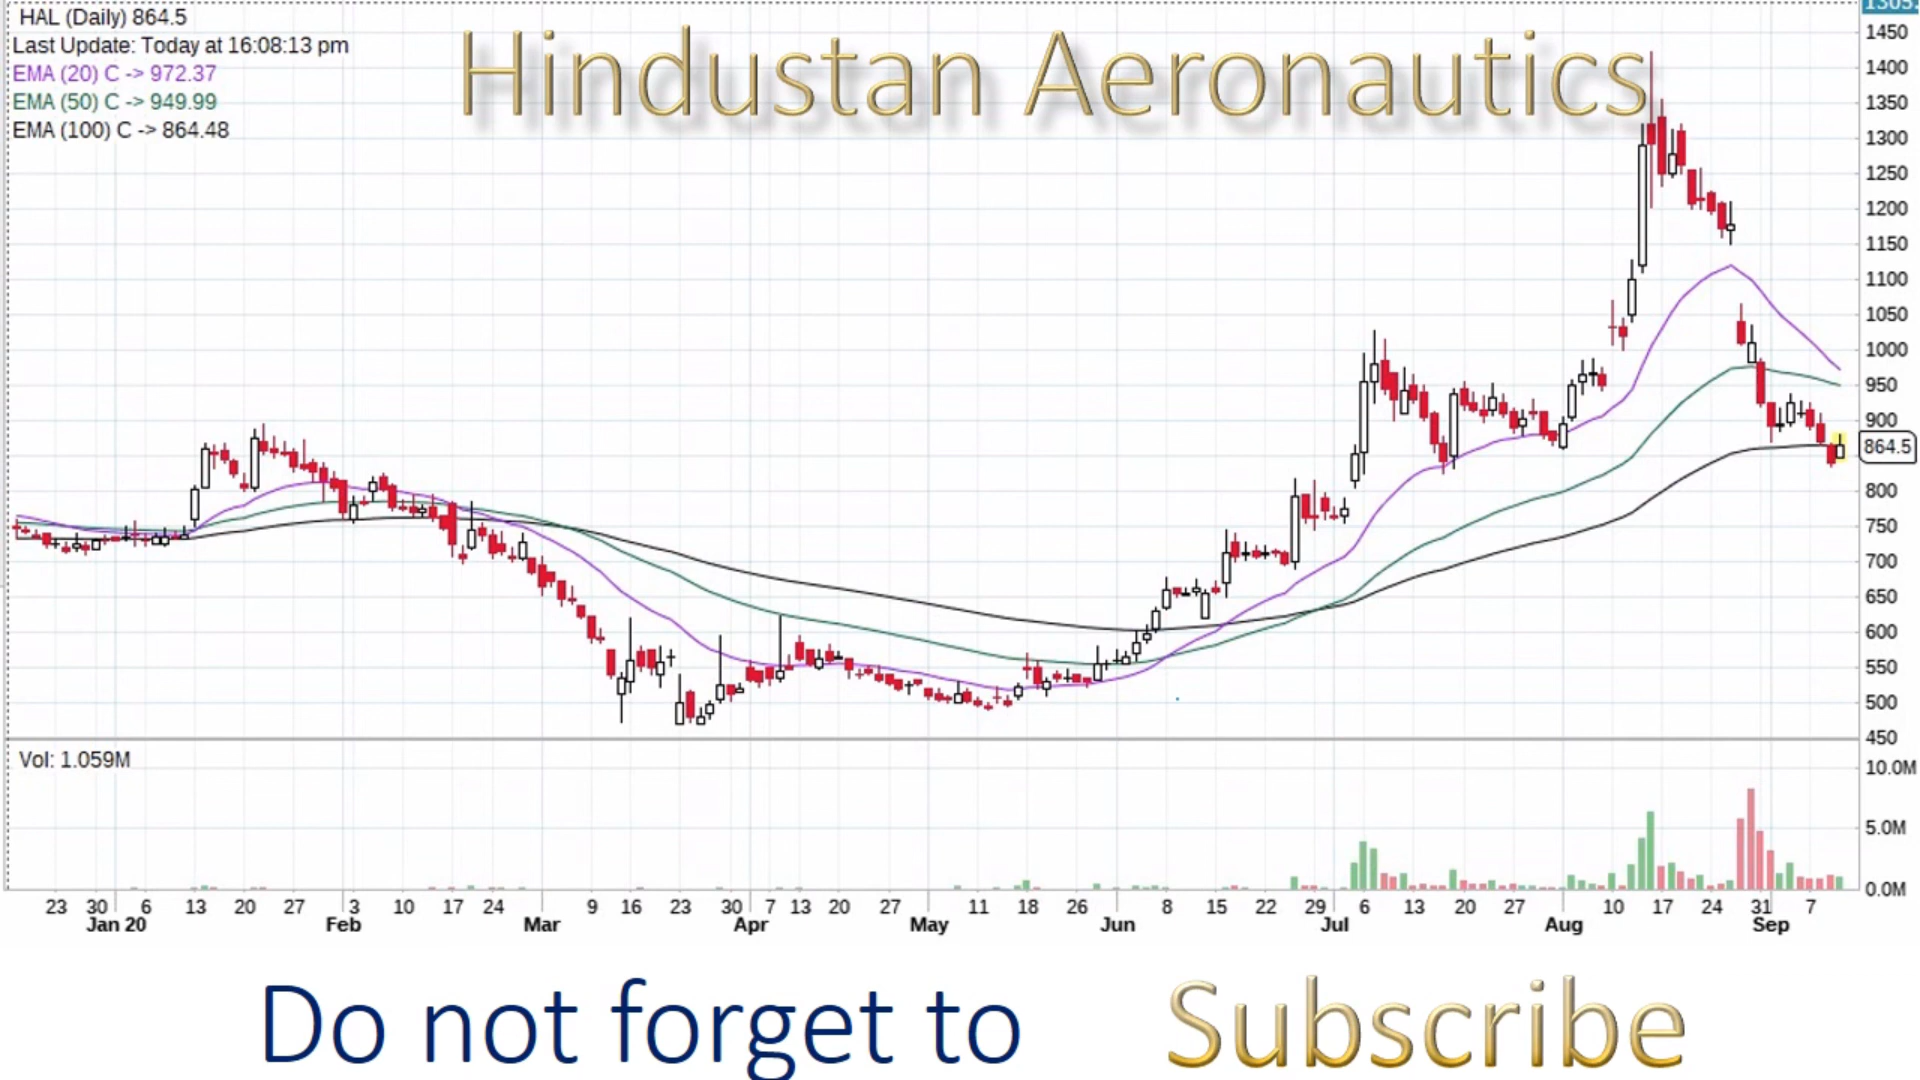 HAL (Daily) 864.5
Last Update: Today at 16:08:13 pm
EMA (20) C -> 972.37
EMA (50) C -> 949.99
EMA (100) C -> 864.48
Hindustan Aeronautics
1305.
1450
1400
1350
1300
1250
1200
1150
1100
1050
1000
950
900
864.5
800
750
700
650
600
550
500
450
Vol: 1.059M
10.0M
5.0M
0.0M
23 30 6 13 20 27 3 10 17 24 9 16 23 30 7 13 20 27 11 18 26 8 15 22 29 6 13 20 27 10 17 24 31 7
Jan 20 Feb Mar Apr May Jun Jul Aug Sep
Do not forget to Subscribe